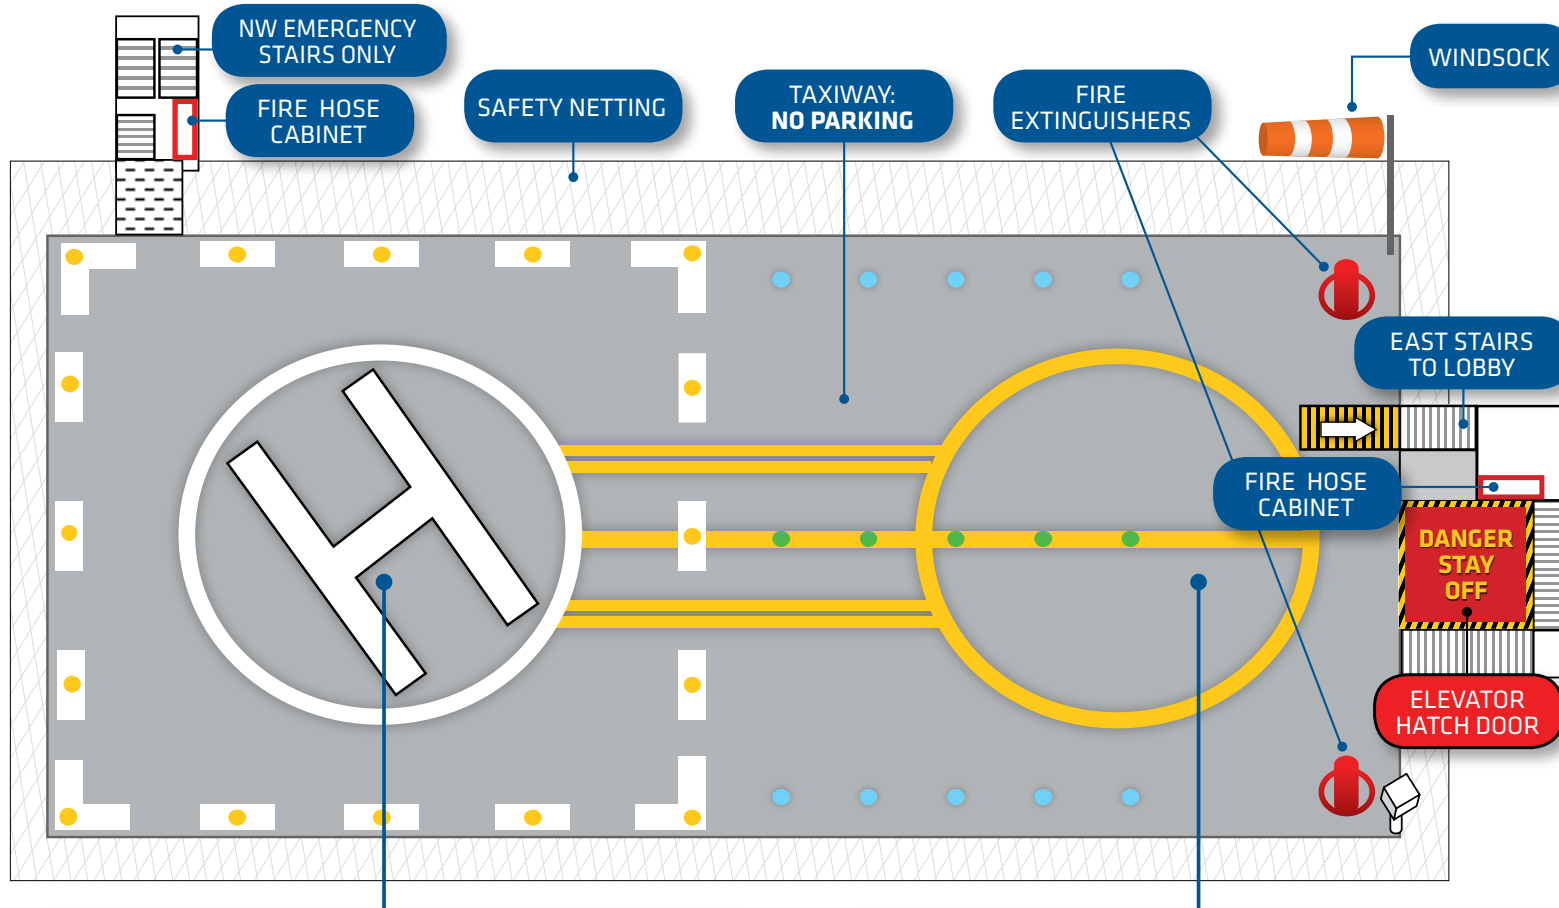 NW EMERGENCY
STAIRS ONLY
FIRE HOSE
CABINET
SAFETY NETTING
TAXIWAY:
NO PARKING
FIRE
EXTINGUISHERS
WINDSOCK
EAST STAIRS
TO LOBBY
FIRE HOSE
CABINET
DANGER
STAY
OFF
ELEVATOR
HATCH DOOR
H